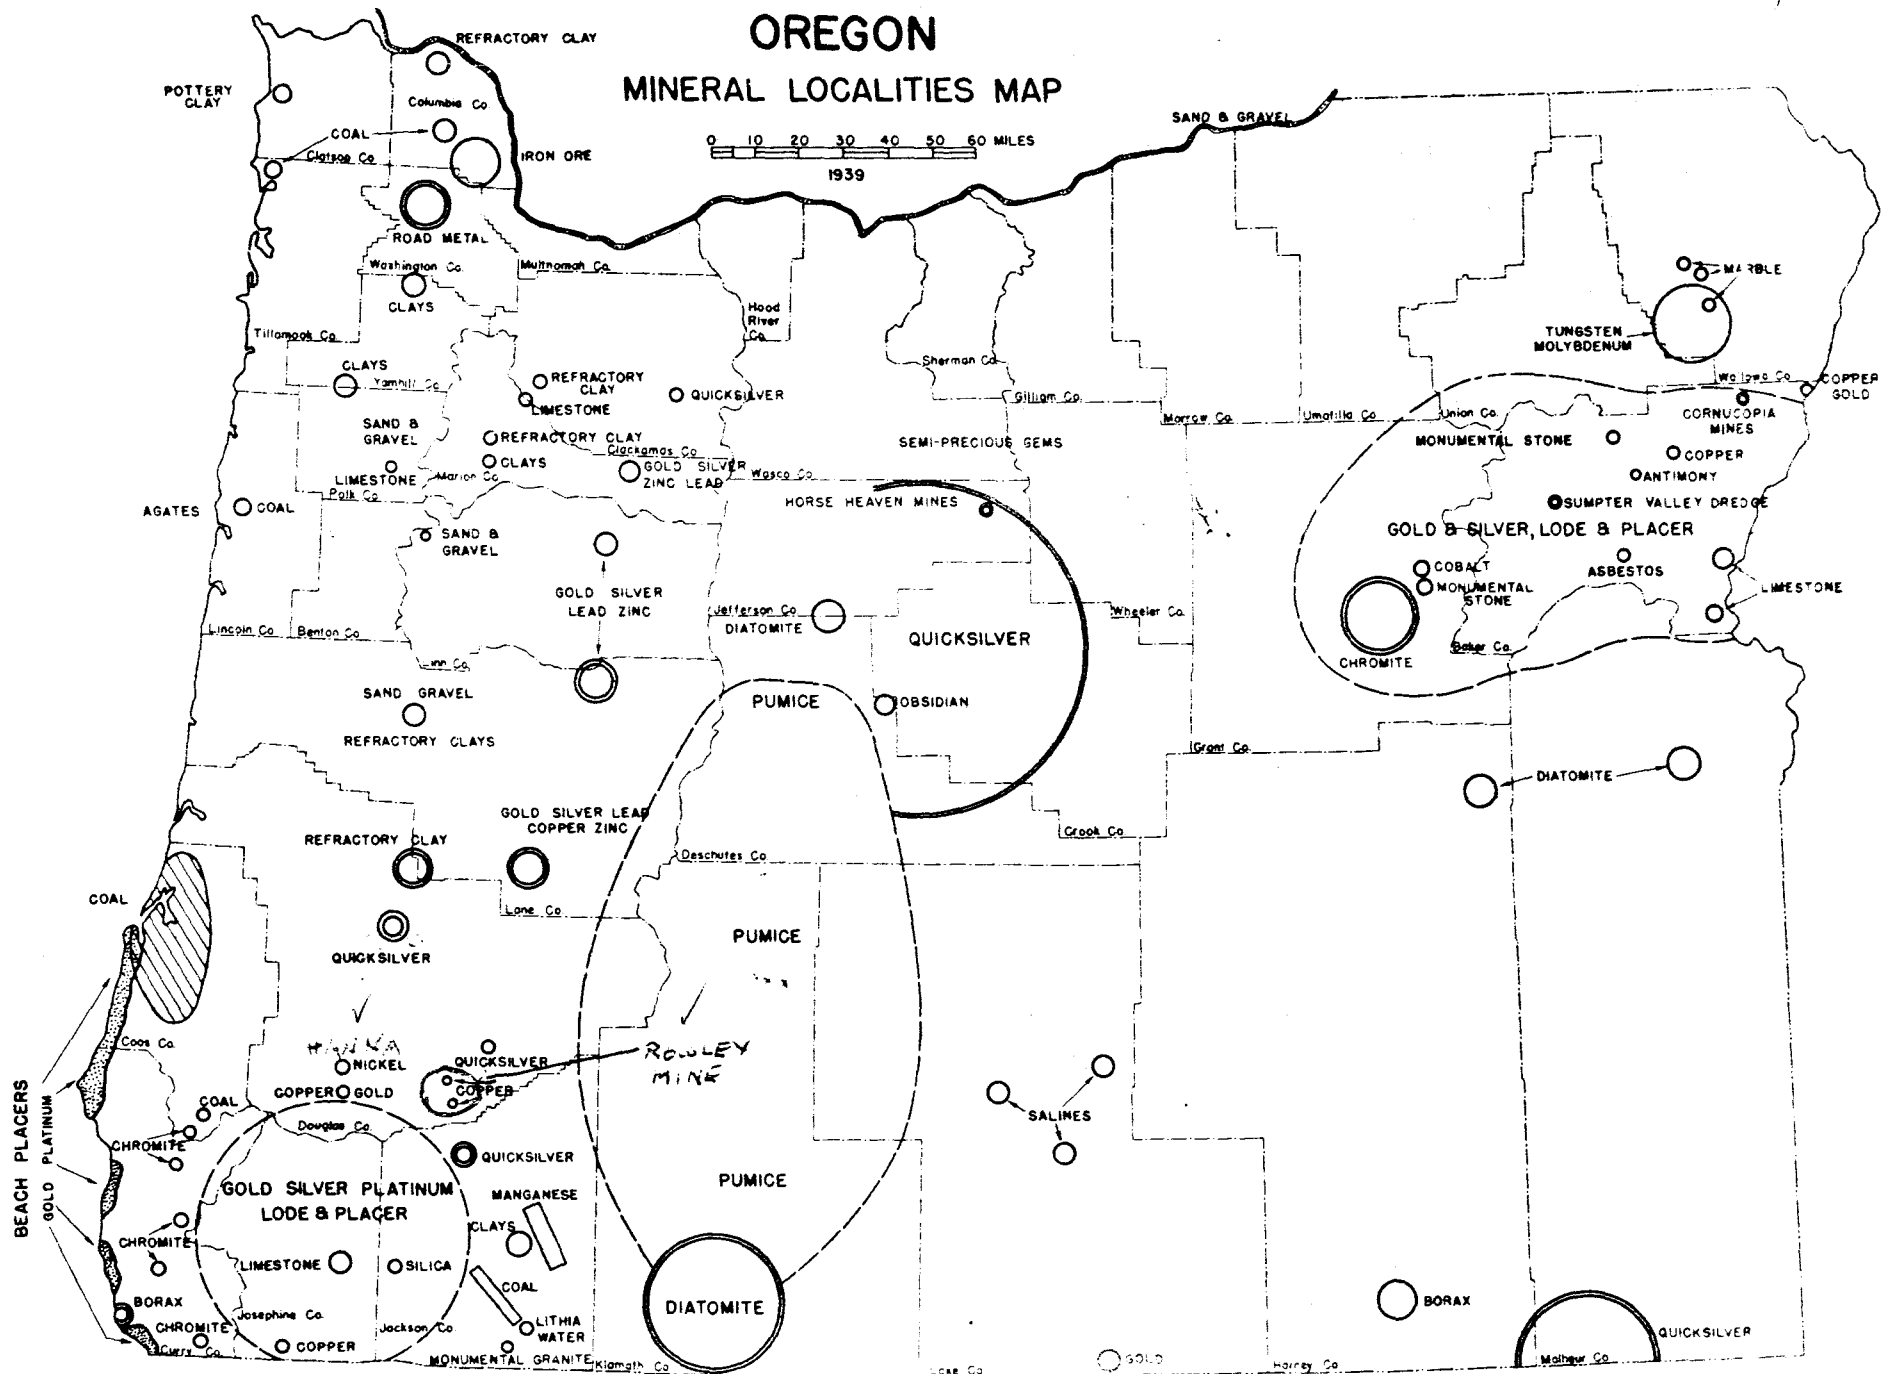 OREGON
MINERAL LOCALITIES MAP
0 10 20 30 40 50 60 MILES
1939
REFRACTORY CLAY
POTTERY
CLAY
Columbia Co
COAL
Clatsop Co
IRON ORE
ROAD METAL
SAND & GRAVEL
Washington Co.
Multnomah Co.
CLAYS
Hood
River
Co.
MARBLE
TUNGSTEN
MOLYBDENUM
Tillamook Co.
CLAYS
Yamhill Co
REFRACTORY
CLAY
LIMESTONE
QUICKSILVER
Sherman Co.
Gilliam Co.
Morrow Co.
Umatilla Co.
Union Co.
Wallowa Co
COPPER
GOLD
CORNUCOPIA
MINES
SAND &
GRAVEL
REFRACTORY CLAY
Clackamas Co
SEMI-PRECIOUS GEMS
MONUMENTAL STONE
COPPER
CLAYS
GOLD SILVER
ZINC LEAD
Wasco Co.
ANTIMONY
LIMESTONE
Marion Co.
Polk Co.
HORSE HEAVEN MINES
SUMPTER VALLEY DREDGE
AGATES
COAL
GOLD & SILVER, LODE & PLACER
SAND &
GRAVEL
COBALT
ASBESTOS
MONUMENTAL
STONE
LIMESTONE
GOLD SILVER
LEAD ZINC
Jefferson Co
DIATOMITE
Wheeler Co.
Lincoln Co
Benton Co.
QUICKSILVER
Baker Co.
CHROMITE
Linn Co.
SAND GRAVEL
PUMICE
OBSIDIAN
REFRACTORY CLAYS
Grant Co.
DIATOMITE
GOLD SILVER LEAD
COPPER ZINC
REFRACTORY CLAY
Crook Co.
Deschutes Co
COAL
Lane Co
PUMICE
QUICKSILVER
Coos Co.
HANNA
ROWLEY
MINE
NICKEL
QUICKSILVER
COPPER GOLD
COPPER
COAL
SALINES
Douglas Co.
CHROMITE
BEACH PLACERS
GOLD PLATINUM
QUICKSILVER
GOLD SILVER PLATINUM
LODE & PLACER
MANGANESE
PUMICE
CLAYS
CHROMITE
LIMESTONE
SILICA
COAL
BORAX
DIATOMITE
BORAX
Josephine Co.
Jackson Co.
LITHIA
WATER
CHROMITE
Curry Co
COPPER
MONUMENTAL GRANITE
Klamath Co
GOLD
Harney Co.
Malheur Co
QUICKSILVER